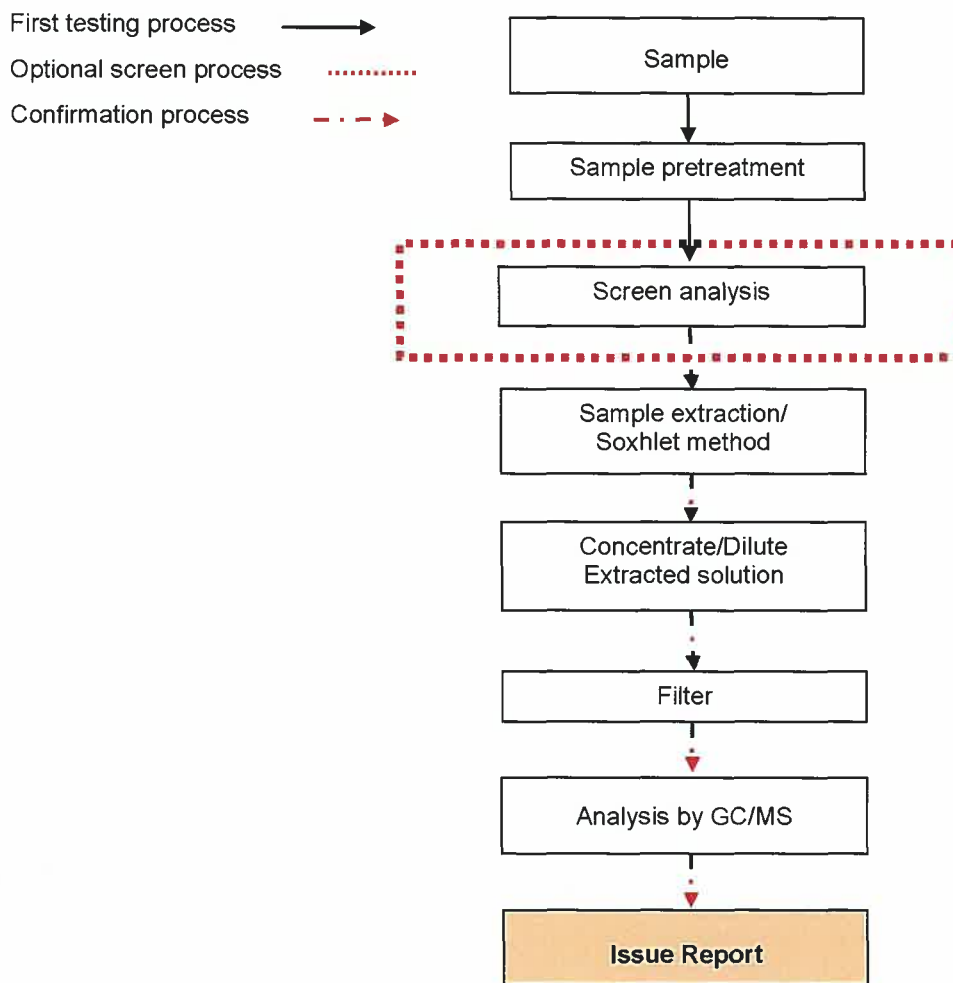 First testing process
Optional screen process
Confirmation process
Sample
Sample pretreatment
Screen analysis
Sample extraction/
Soxhlet method
Concentrate/Dilute
Extracted solution
Filter
Analysis by GC/MS
Issue Report